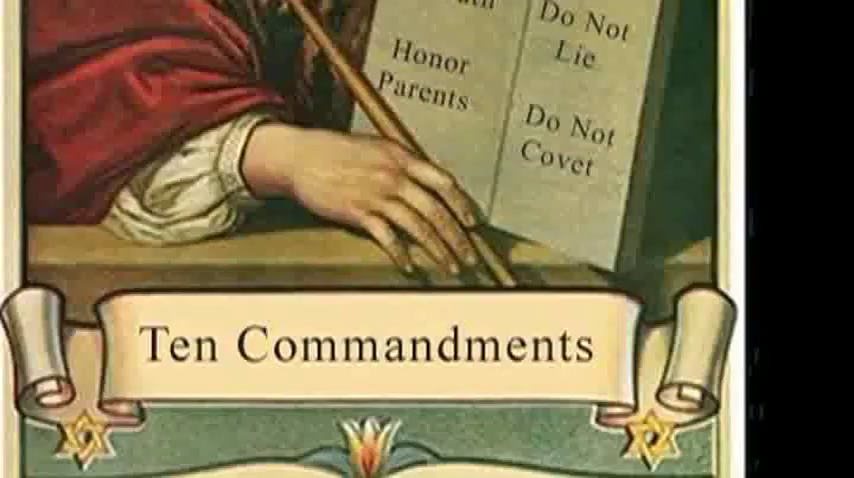 Honor
Parents
Do Not
Lie
Do Not
Covet
Ten Commandments